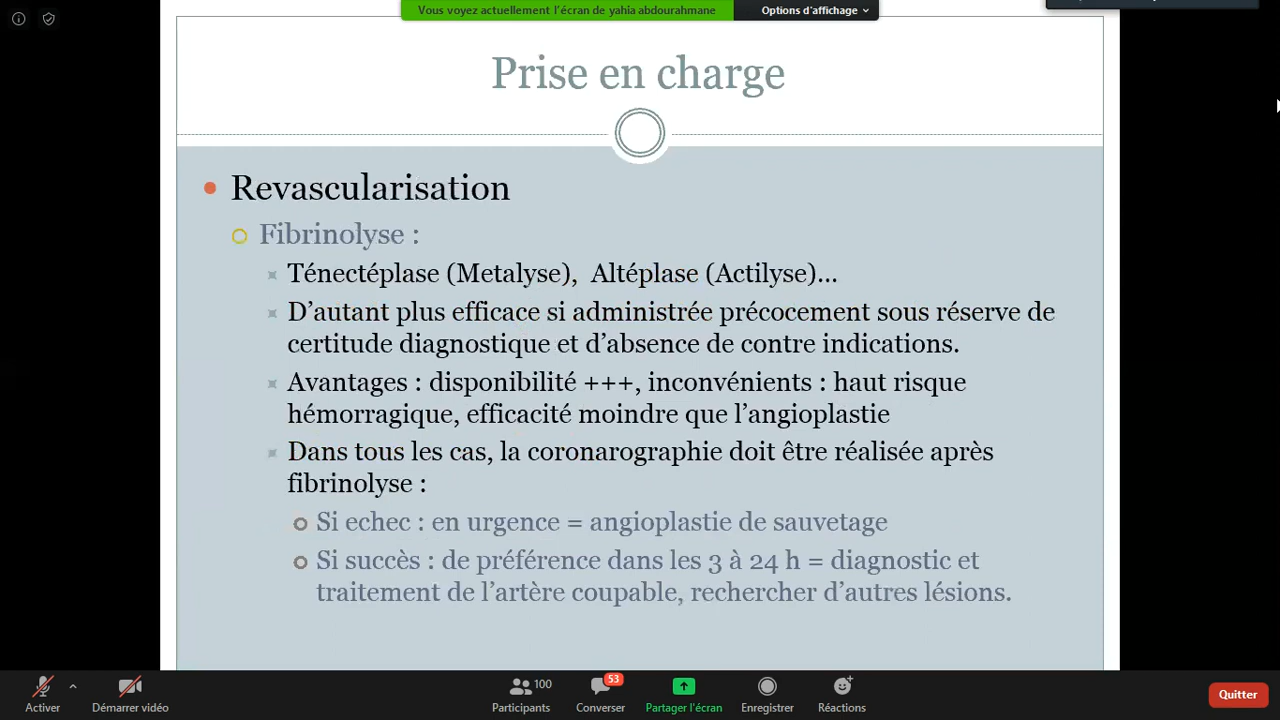 Vous voyez actuellement l'écran de yahia abdourahmane
Options d'affichage
Prise en charge
Revascularisation
Fibrinolyse :
Ténectéplase (Metalyse), Altéplase (Actilyse)...
D'autant plus efficace si administrée précocement sous réserve de
certitude diagnostique et d'absence de contre indications.
Avantages : disponibilité +++, inconvénients : haut risque
hémorragique, efficacité moindre que l'angioplastie
Dans tous les cas, la coronarographie doit être réalisée après
fibrinolyse :
Si echec : en urgence = angioplastie de sauvetage
Si succès : de préférence dans les 3 à 24 h = diagnostic et
traitement de l'artère coupable, rechercher d'autres lésions.
100
53
Activer
Démarrer vidéo
Participants
Converser
Partager l'écran
Enregistrer
Réactions
Quitter